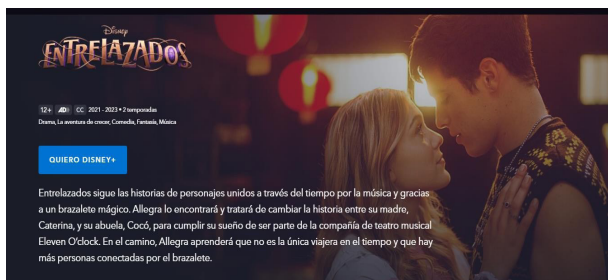 Disney
ENTRELAZADOS
12+ AD)) CC 2021 - 2023 • 2 temporadas
Drama, La aventura de crecer, Comedia, Fantasía, Música
QUIERO DISNEY+
Entrelazados sigue las historias de personajes unidos a través del tiempo por la música y gracias
a un brazalete mágico. Allegra lo encontrará y tratará de cambiar la historia entre su madre,
Caterina, y su abuela, Cocó, para cumplir su sueño de ser parte de la compañía de teatro musical
Eleven O'clock. En el camino, Allegra aprenderá que no es la única viajera en el tiempo y que hay
más personas conectadas por el brazalete.